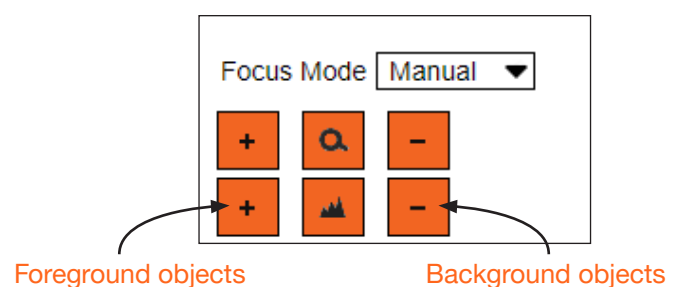 Focus Mode Manual
+ −
+ −
Foreground objects Background objects